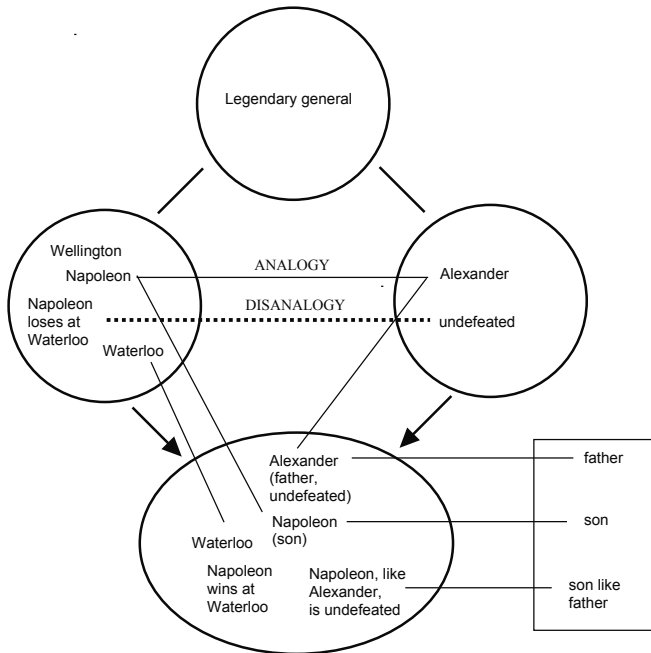 Legendary general
Wellington
Napoleon
ANALOGY
Alexander
Napoleon
loses at
Waterloo
DISANALOGY
undefeated
Waterloo
Alexander
(father,
undefeated)
father
Napoleon
(son)
son
Waterloo
Napoleon
wins at
Waterloo
Napoleon, like
Alexander,
is undefeated
son like
father